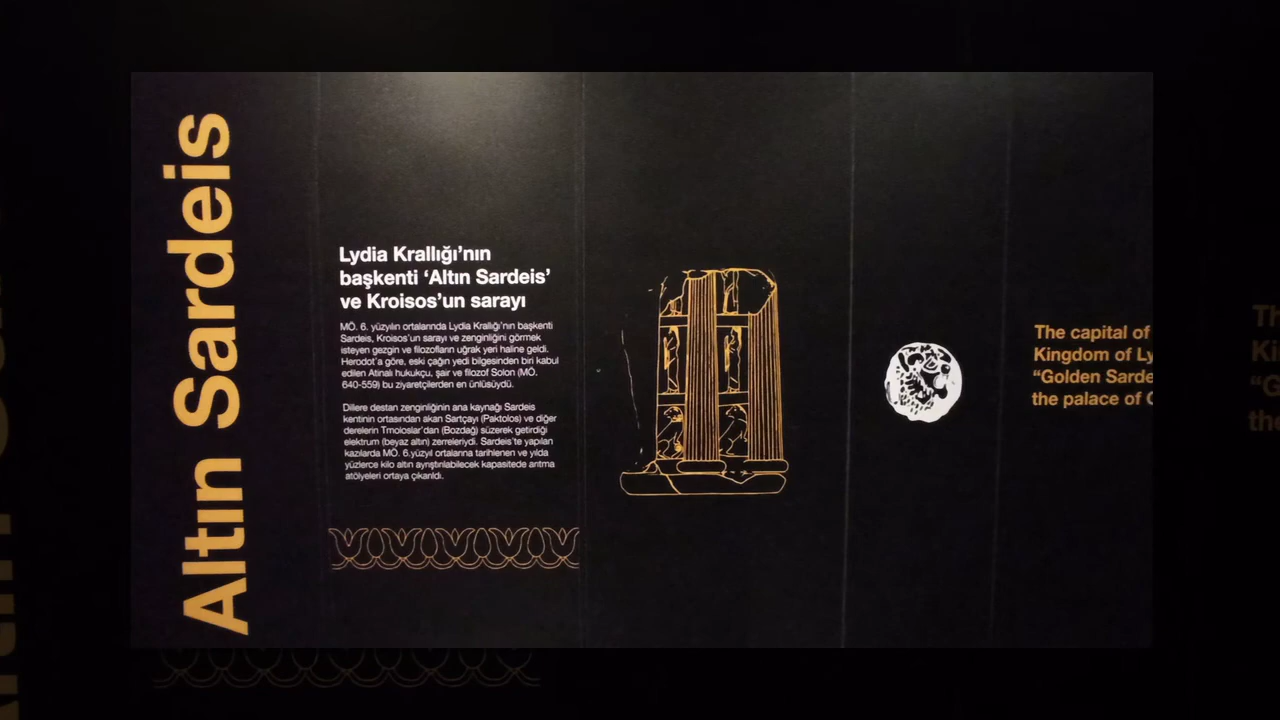 Altın Sardeis
Lydia Krallığı'nın
başkenti 'Altın Sardeis'
ve Kroisos'un sarayı
MÖ. 6. yüzyılın ortalarında Lydia Krallığı'nın başkenti
Sardeis, Kroisos'un sarayı ve zenginliğini görmek
isteyen gezgin ve filozofların uğrak yeri haline geldi.
Herodot'a göre, eski çağın yedi bilgesinden biri kabul
edilen Atinalı hukukçu, şair ve filozof Solon (MÖ.
640-559) bu ziyaretçilerden en ünlüsüydü.
Dillere destan zenginliğinin ana kaynağı Sardeis
kentinin ortasından akan Sartçayı (Paktolos) ve diğer
derelerin Tmoloslar'dan (Bozdağ) süzerek getirdiği
elektrum (beyaz altın) zerreleriydi. Sardeis'te yapılan
kazılarda MÖ. 6.yüzyıl ortalarına tarihlenen ve yılda
yüzlerce kilo altın ayrıştırılabilecek kapasitede arıtma
atölyeleri ortaya çıkarıldı.
The capital of
Kingdom of Ly
"Golden Sarde
the palace of